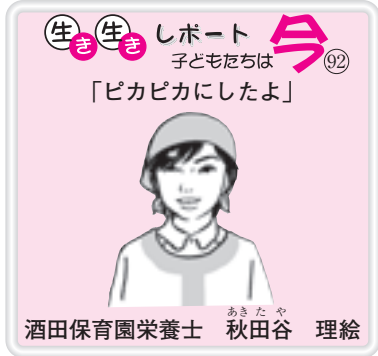 生き生きレポート
子どもたちは今 92
「ピカピカにしたよ」
あきたや
酒田保育園栄養士 秋田谷 理絵